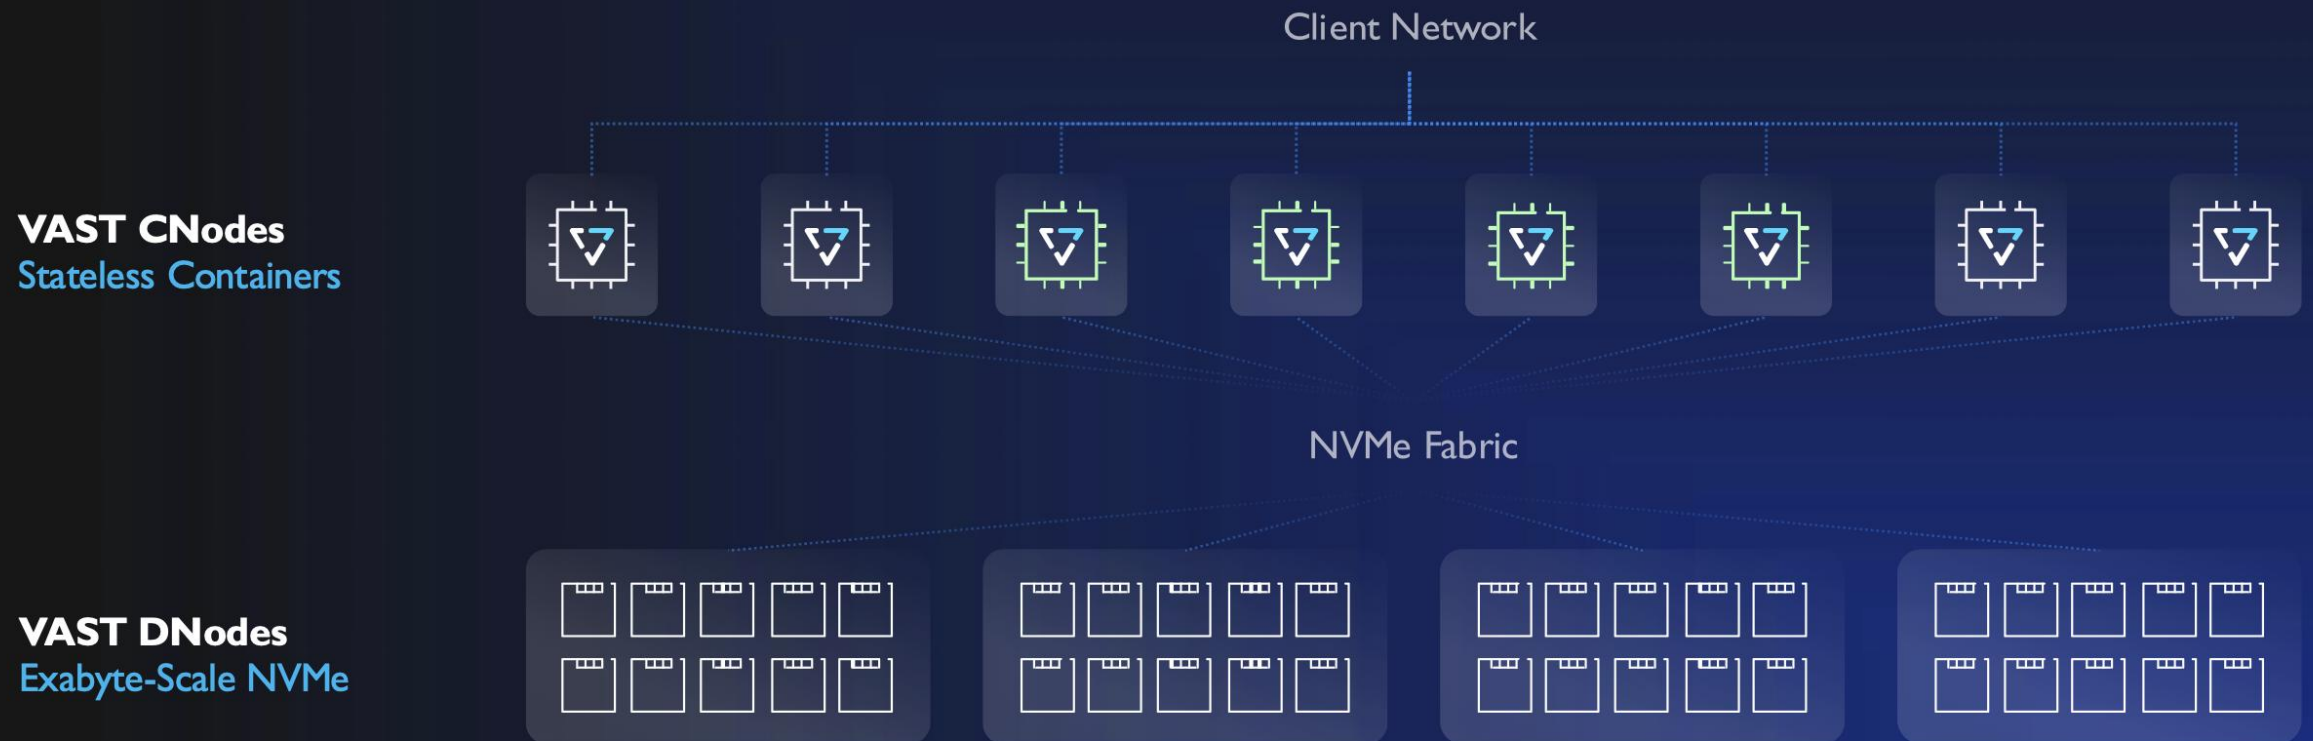 Client Network
VAST CNodes
Stateless Containers
NVMe Fabric
VAST DNodes
Exabyte-Scale NVMe